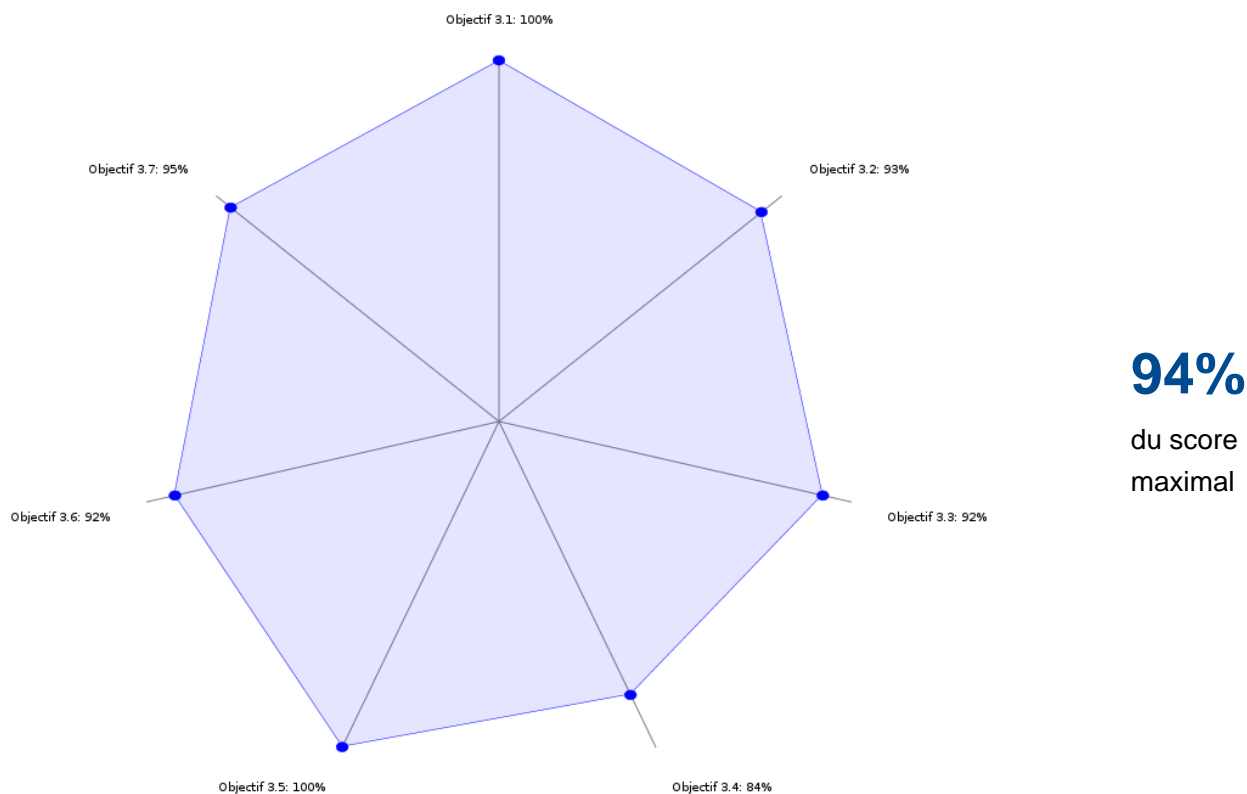 Objectif 3.1: 100%
Objectif 3.7: 95%
Objectif 3.2: 93%
94%
du score
maximal
Objectif 3.6: 92%
Objectif 3.3: 92%
Objectif 3.5: 100%
Objectif 3.4: 84%